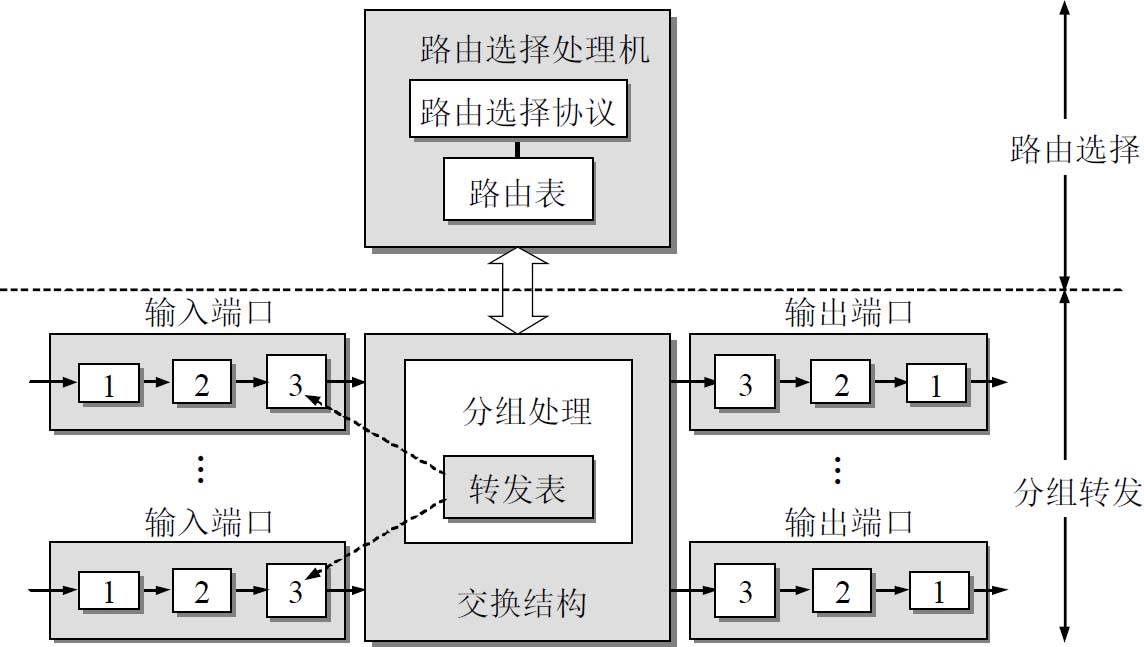 路由选择处理机
路由选择协议
路由表
路由选择
输入端口
输出端口
1 2 3
3 2 1
分组处理
转发表
分组转发
输入端口
输出端口
1 2 3
3 2 1
交换结构